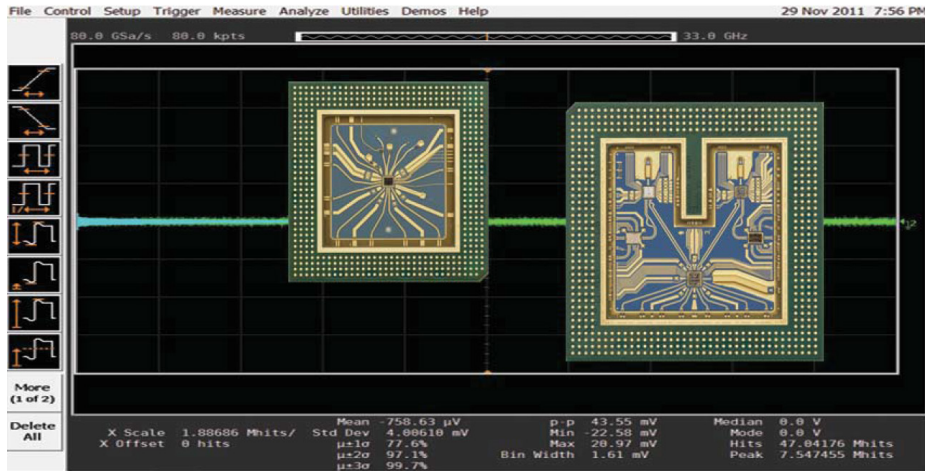 File Control Setup Trigger Measure Analyze Utilities Demos Help 29 Nov 2011 7:56 PM
80.0 GSa/s 80.0 kpts 33.0 GHz
More
(1 of 2)
Delete
All
Mean -758.63 µV p-p 43.55 mV Median 0.0 V
X Scale 1.88686 Mhits/ Std Dev 4.00610 mV Min -22.58 mV Mode 0.0 V
X Offset 0 hits µ±1σ 77.6% Max 20.97 mV Hits 47.04176 Mhits
µ±2σ 97.1% Bin Width 1.61 mV Peak 7.547455 Mhits
µ±3σ 99.7%